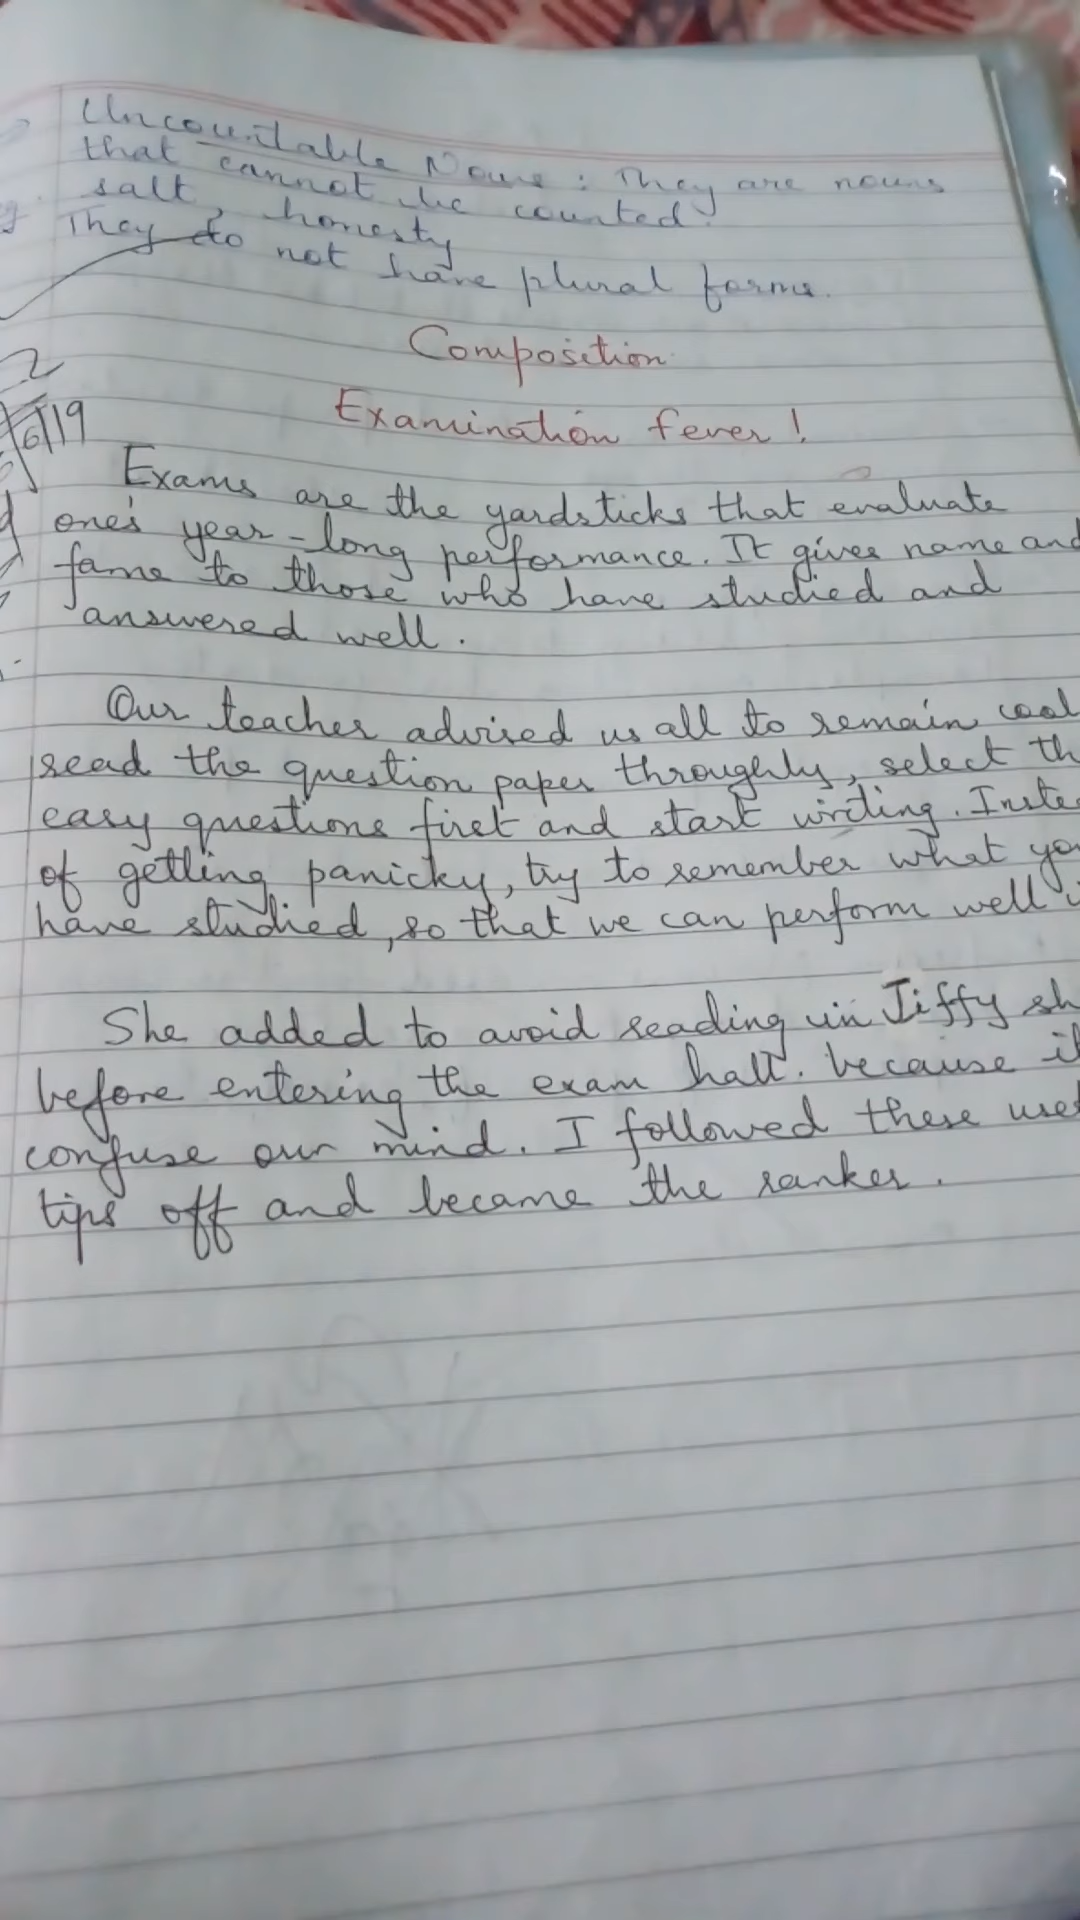 Uncountable Nouns : They are nouns
that cannot be counted.
salt, honesty
They do not have plural forms.
Composition
Examination fever!
2
6/19
Exams are the yardsticks that evaluate
one's year-long performance. It gives name and
fame to those who have studied and
answered well.
Our teacher advised us all to remain cool
read the question paper throughly, select th
easy questions first and start writing. Inste
of getting panicky, try to remember what yo
have studied, so that we can perform well i
She added to avoid reading in Jiffy sh
before entering the exam hall. because it
confuse our mind. I followed these use
tips off and became the ranker.